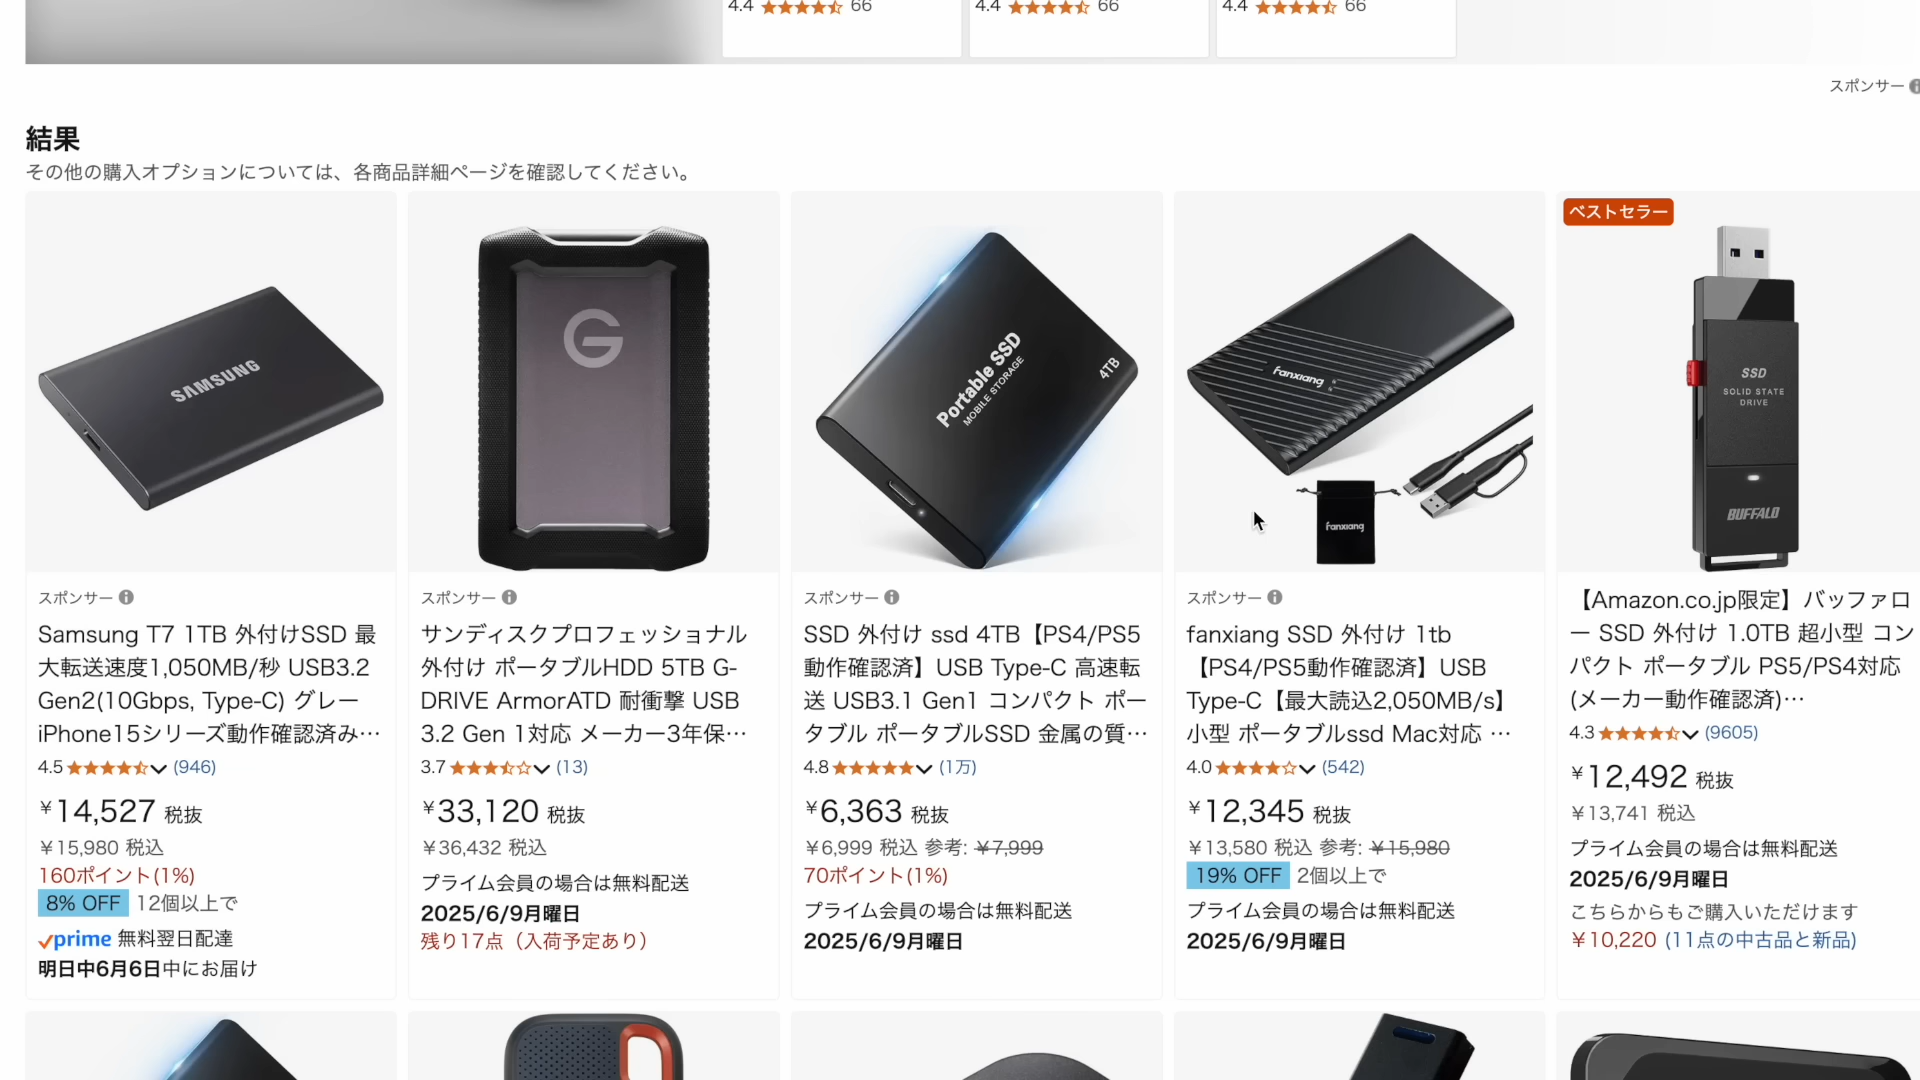 4.4 66
4.4 66
4.4 66
スポンサー
結果
その他の購入オプションについては、各商品詳細ページを確認してください。
SAMSUNG
スポンサー
Samsung T7 1TB 外付けSSD 最
大転送速度1,050MB/秒 USB3.2
Gen2(10Gbps, Type-C) グレー
iPhone15シリーズ動作確認済み…
4.5 (946)
¥14,527 税抜
¥15,980 税込
160ポイント(1%)
8% OFF 12個以上で
prime 無料翌日配達
明日中6月6日中にお届け
G
スポンサー
サンディスクプロフェッショナル
外付け ポータブルHDD 5TB G-
DRIVE ArmorATD 耐衝撃 USB
3.2 Gen 1対応 メーカー3年保…
3.7 (13)
¥33,120 税抜
¥36,432 税込
プライム会員の場合は無料配送
2025/6/9月曜日
残り17点（入荷予定あり）
Portable SSD
MOBILE STORAGE
4TB
スポンサー
SSD 外付け ssd 4TB【PS4/PS5
動作確認済】USB Type-C 高速転
送 USB3.1 Gen1 コンパクト ポー
タブル ポータブルSSD 金属の質…
4.8 (1万)
¥6,363 税抜
¥6,999 税込 参考: ¥7,999
70ポイント(1%)
プライム会員の場合は無料配送
2025/6/9月曜日
fanxiang
fanxiang
スポンサー
fanxiang SSD 外付け 1tb
【PS4/PS5動作確認済】USB
Type-C【最大読込2,050MB/s】
小型 ポータブルssd Mac対応 …
4.0 (542)
¥12,345 税抜
¥13,580 税込 参考: ¥15,980
19% OFF 2個以上で
プライム会員の場合は無料配送
2025/6/9月曜日
ベストセラー
SSD
SOLID STATE
DRIVE
BUFFALO
【Amazon.co.jp限定】バッファロ
ー SSD 外付け 1.0TB 超小型 コン
パクト ポータブル PS5/PS4対応
(メーカー動作確認済)…
4.3 (9605)
¥12,492 税抜
¥13,741 税込
プライム会員の場合は無料配送
2025/6/9月曜日
こちらからもご購入いただけます
¥10,220 (11点の中古品と新品)